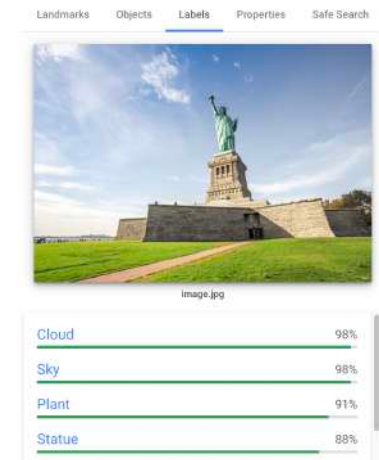 Landmarks Objects Labels Properties Safe Search
image.jpg
Cloud 98%
Sky 98%
Plant 91%
Statue 88%